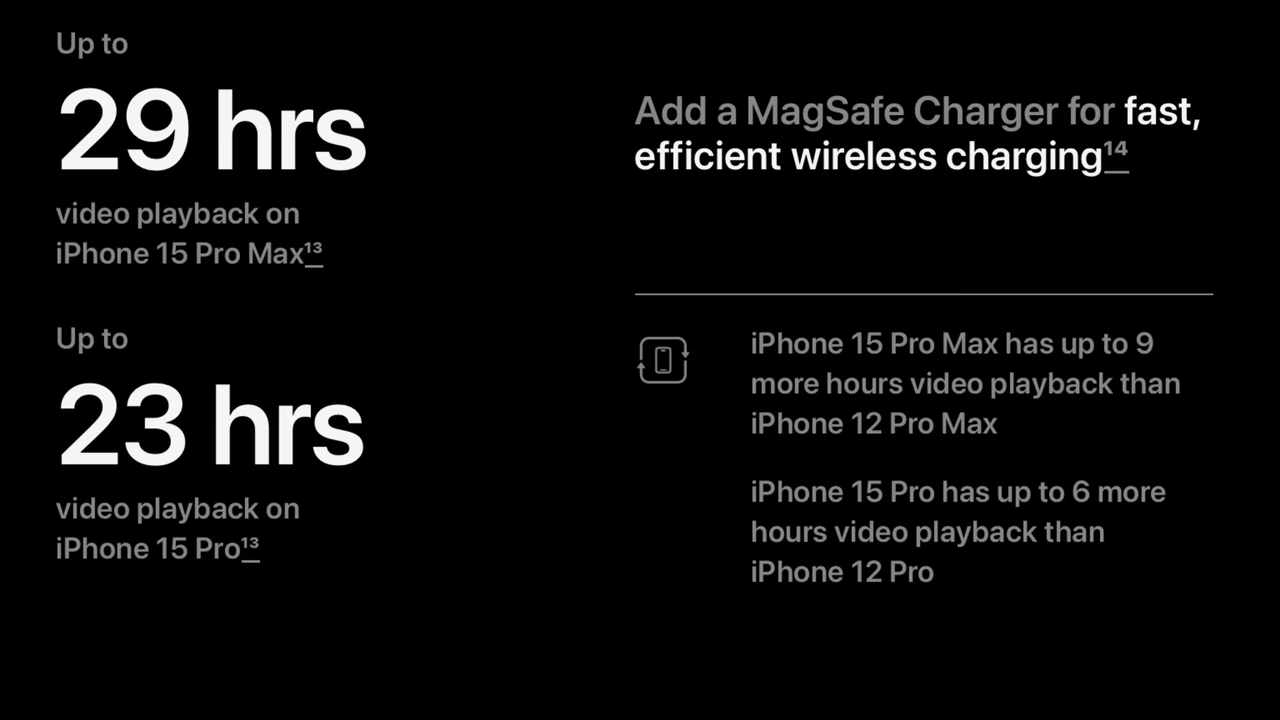 Up to
29 hrs
video playback on
iPhone 15 Pro Max¹³
Up to
23 hrs
video playback on
iPhone 15 Pro¹³
Add a MagSafe Charger for fast,
efficient wireless charging¹⁴
iPhone 15 Pro Max has up to 9
more hours video playback than
iPhone 12 Pro Max
iPhone 15 Pro has up to 6 more
hours video playback than
iPhone 12 Pro